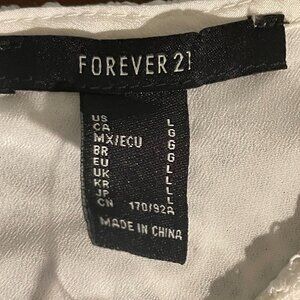 FOREVER 21
US L
CA G
MX/ECU G
BR G
EU L
UK L
KR L
JP L
CN 170/92A
MADE IN CHINA